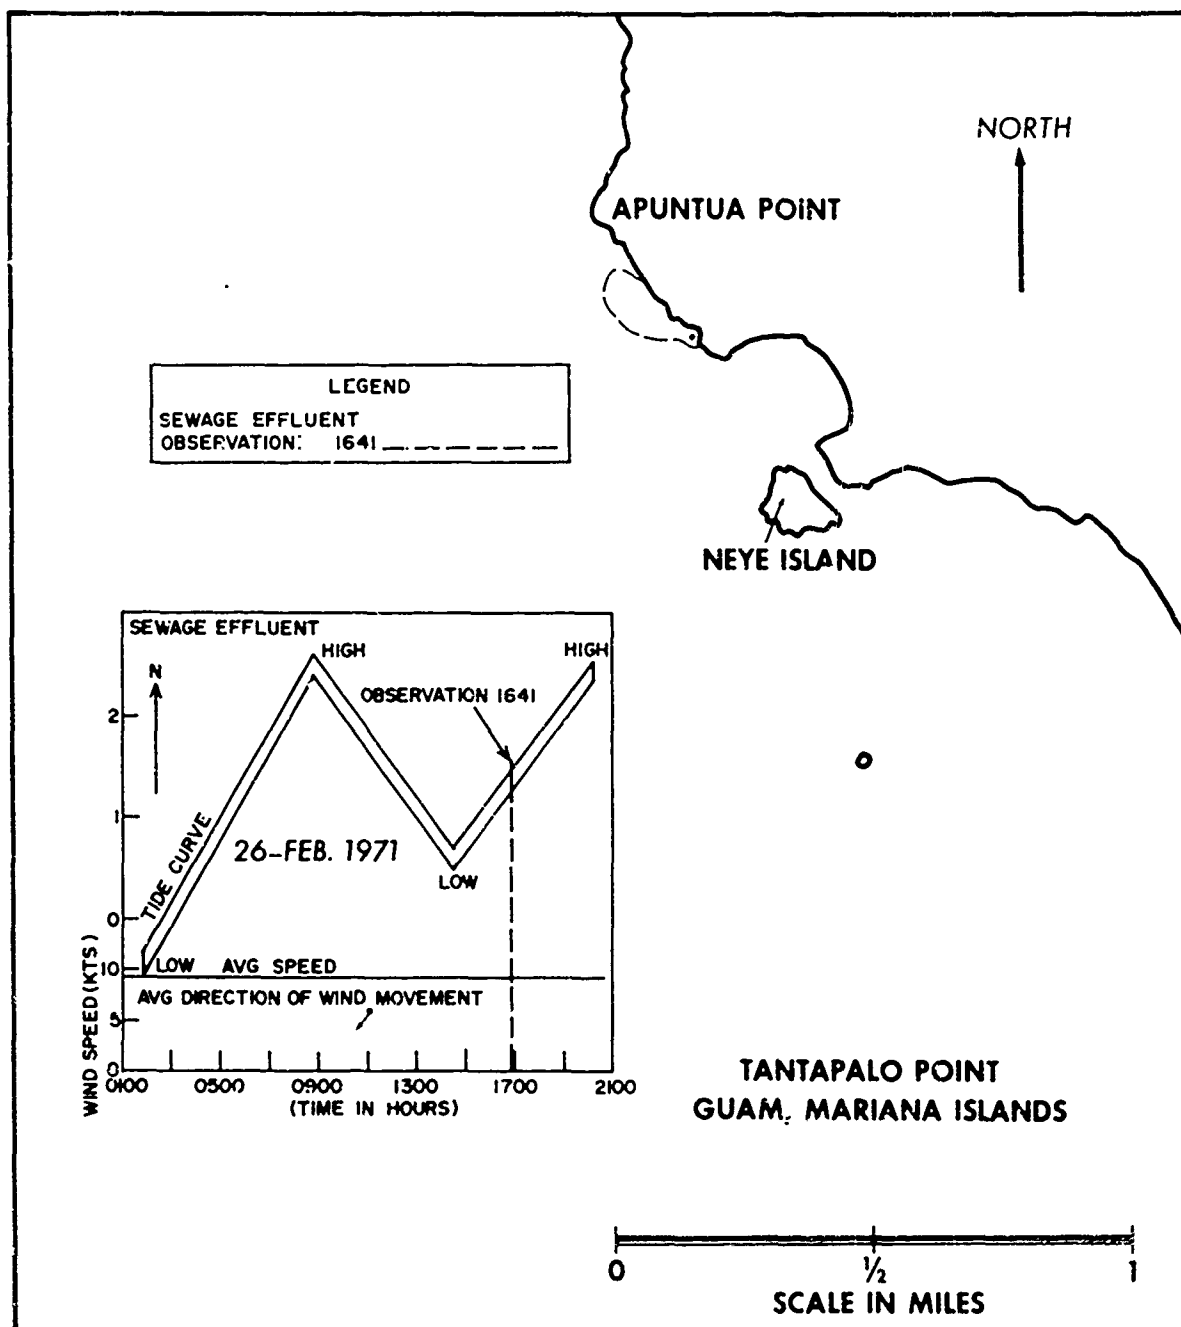 NORTH
APUNTUA POINT
LEGEND
SEWAGE EFFLUENT
OBSERVATION: 1641
NEYE ISLAND
SEWAGE EFFLUENT
N
HIGH
HIGH
OBSERVATION 1641
2
1
0
TIDE CURVE
26-FEB. 1971
LOW
LOW AVG SPEED
AVG DIRECTION OF WIND MOVEMENT
WIND SPEED (KTS)
10
5
0
0100 0500 0900 1300 1700 2100
(TIME IN HOURS)
TANTAPALO POINT
GUAM, MARIANA ISLANDS
0 ½ 1
SCALE IN MILES